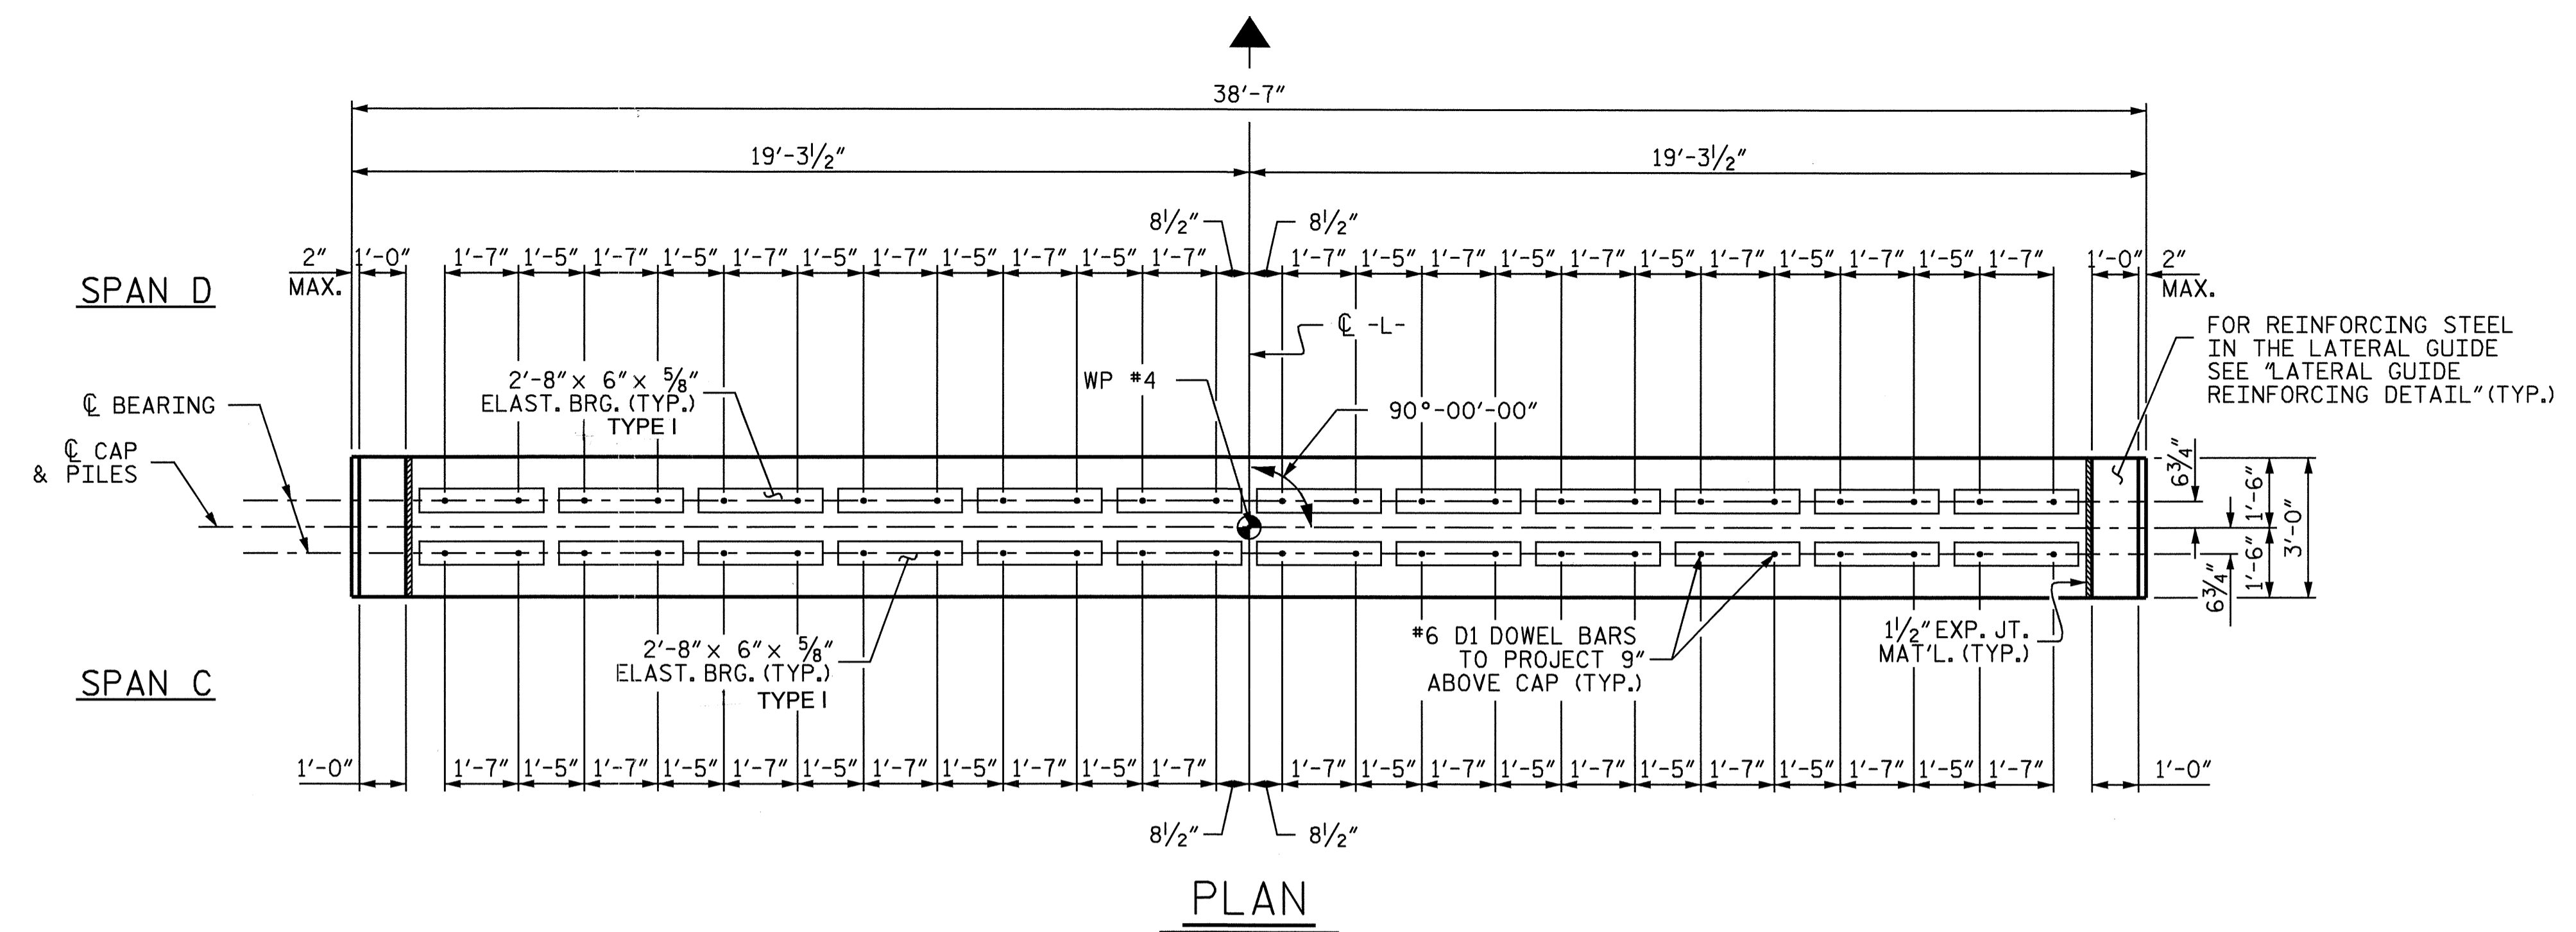 38'-7"
19'-3½" 19'-3½"
8½" 8½"
2" 1'-0" 1'-7" 1'-5" 1'-7" 1'-5" 1'-7" 1'-5" 1'-7" 1'-5" 1'-7" 1'-5" 1'-7" 1'-7" 1'-5" 1'-7" 1'-5" 1'-7" 1'-5" 1'-7" 1'-5" 1'-7" 1'-5" 1'-7" 1'-0" 2"
MAX. MAX.
SPAN D
℄ -L-
FOR REINFORCING STEEL
IN THE LATERAL GUIDE
SEE "LATERAL GUIDE
REINFORCING DETAIL" (TYP.)
2'-8" x 6" x ⅝"
ELAST. BRG. (TYP.)
TYPE I
WP #4
90°-00'-00"
℄ BEARING
℄ CAP
& PILES
6¾"
1'-6"
3'-0"
1'-6"
6¾"
2'-8" x 6" x ⅝"
ELAST. BRG. (TYP.)
TYPE I
#6 D1 DOWEL BARS
TO PROJECT 9"
ABOVE CAP (TYP.)
1½" EXP. JT.
MAT'L. (TYP.)
SPAN C
1'-0" 1'-7" 1'-5" 1'-7" 1'-5" 1'-7" 1'-5" 1'-7" 1'-5" 1'-7" 1'-5" 1'-7" 1'-7" 1'-5" 1'-7" 1'-5" 1'-7" 1'-5" 1'-7" 1'-5" 1'-7" 1'-5" 1'-7" 1'-0"
8½" 8½"
PLAN